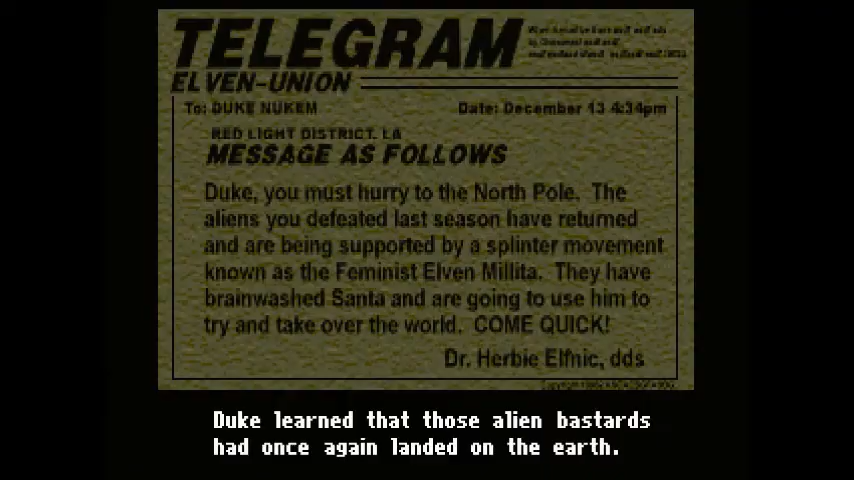 TELEGRAM
ELVEN-UNION
To: DUKE NUKEM
Date: December 13 4:34pm
RED LIGHT DISTRICT, LA
MESSAGE AS FOLLOWS
Duke, you must hurry to the North Pole. The
aliens you defeated last season have returned
and are being supported by a splinter movement
known as the Feminist Elven Millita. They have
brainwashed Santa and are going to use him to
try and take over the world. COME QUICK!
Dr. Herbie Elfnic, dds
Duke learned that those alien bastards
had once again landed on the earth.